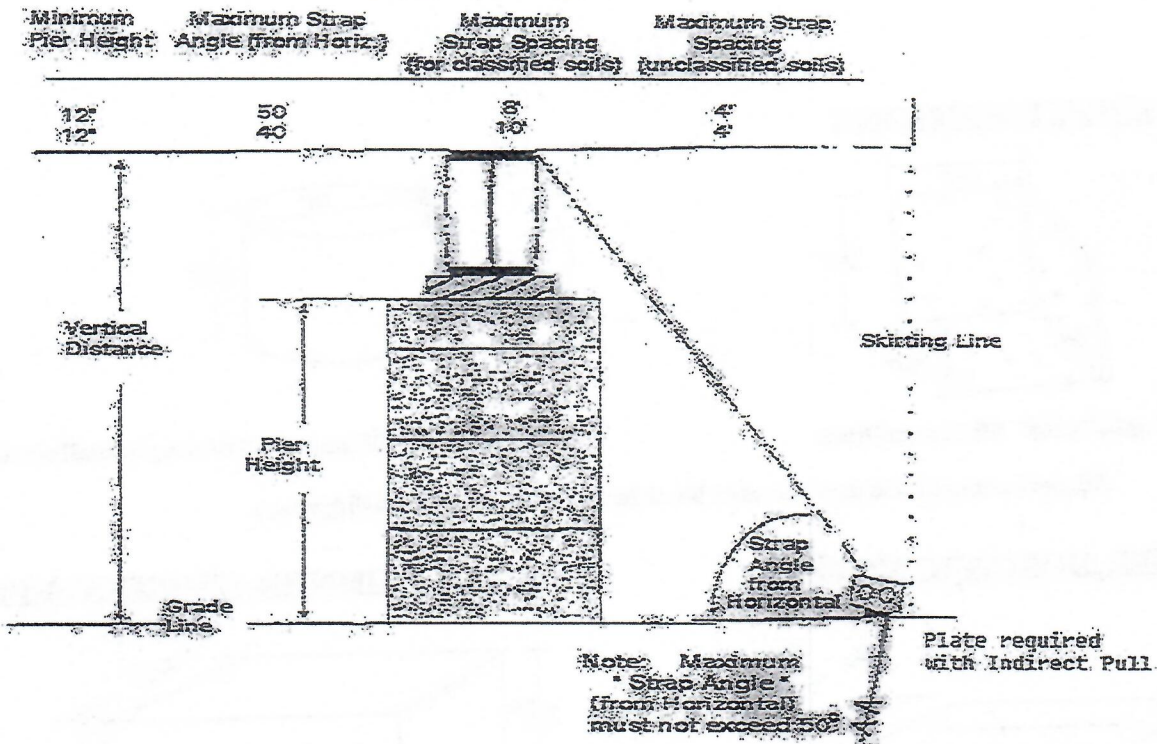 Minimum Pier Height
Maximum Strap Angle (from Horiz.)
Maximum Strap Spacing (for classified soils)
Maximum Strap Spacing (unclassified soils)
12" 50 8' 4'
12" 40 10' 4'
Vertical Distance
Skirting Line
Pier Height
Strap Angle From Horizontal
Grade Line
Plate required
with Indirect Pull
Note: Maximum
"Strap Angle"
(from Horizontal)
must not exceed 50°